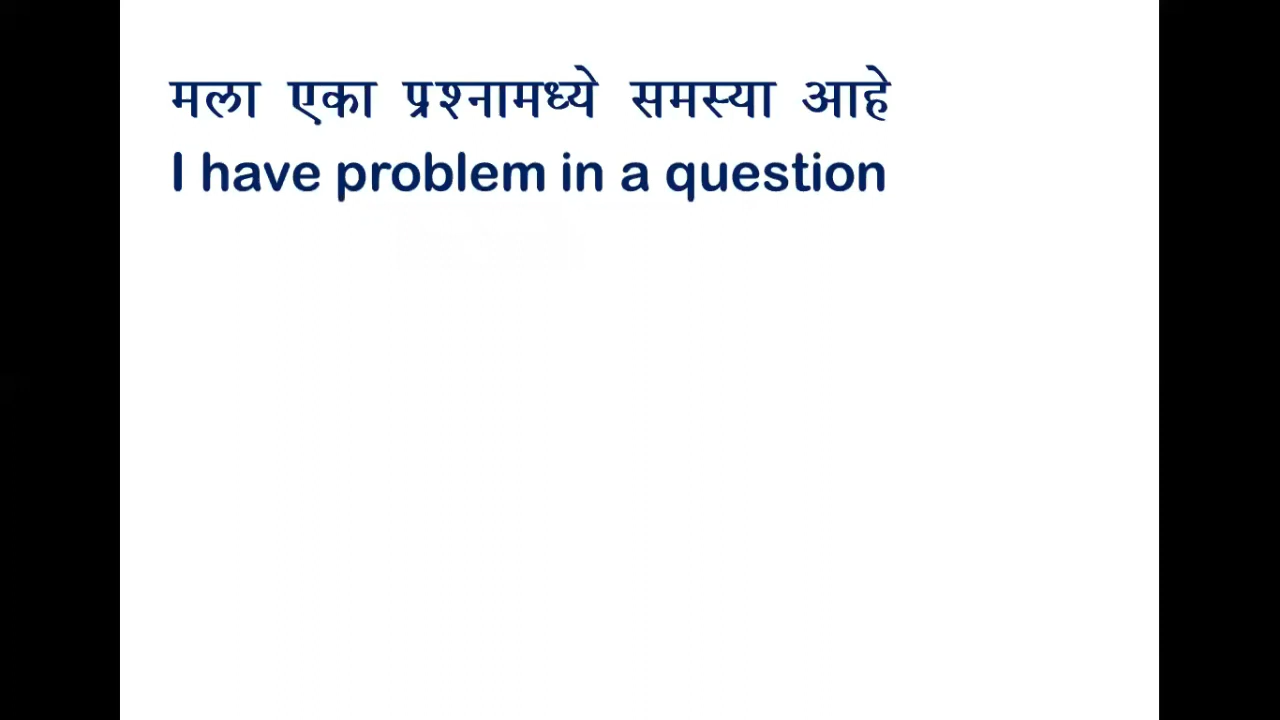 मला एका प्रश्नामध्ये समस्या आहे
I have problem in a question